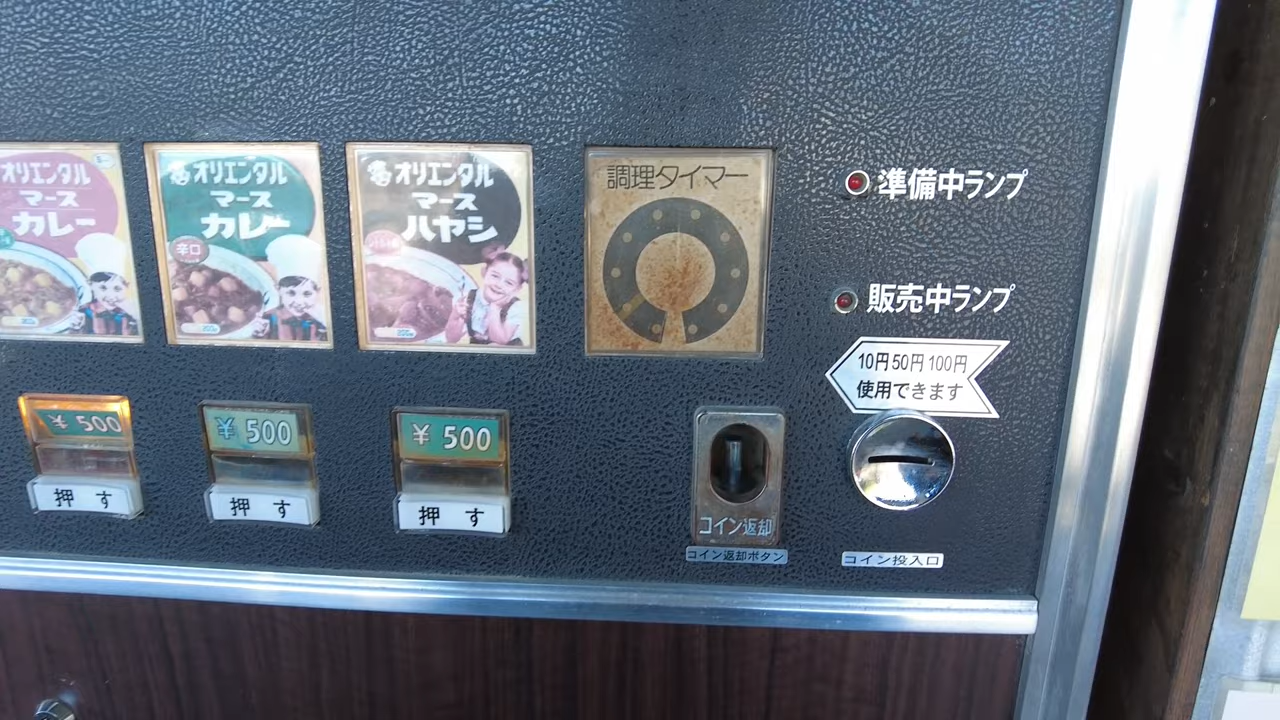 オリエンタル
マース
カレー
オリエンタル
マース
カレー
辛口
オリエンタル
マース
ハヤシ
調理タイマー
準備中ランプ
販売中ランプ
10円50円100円
使用できます
¥500
¥500
¥500
押す
押す
押す
コイン返却
コイン返却ボタン
コイン投入口